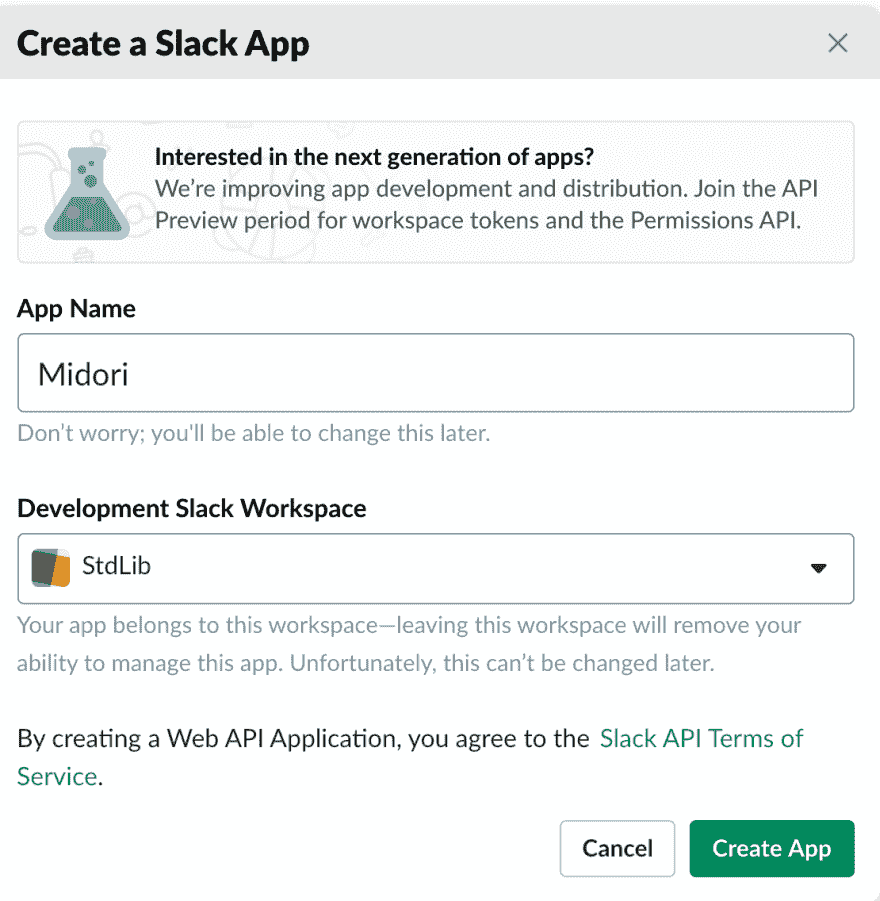 Create a Slack App
Interested in the next generation of apps?
We’re improving app development and distribution. Join the API
Preview period for workspace tokens and the Permissions API.
App Name
Midori
Don't worry; you'll be able to change this later.
Development Slack Workspace
StdLib
Your app belongs to this workspace—leaving this workspace will remove your
ability to manage this app. Unfortunately, this can’t be changed later.
By creating a Web API Application, you agree to the Slack API Terms of
Service.
Cancel Create App